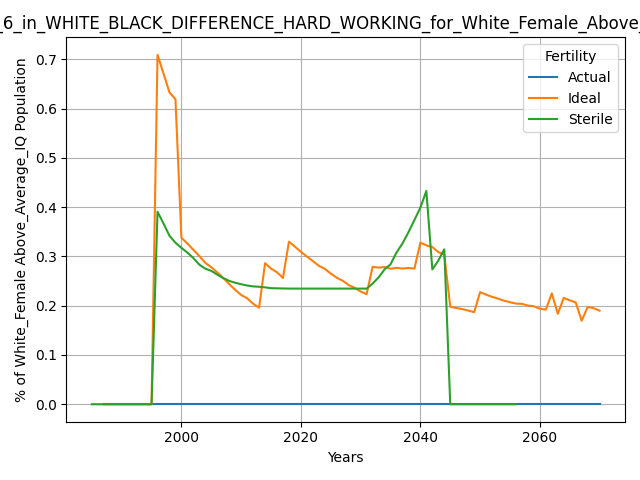 _6_in_WHITE_BLACK_DIFFERENCE_HARD_WORKING_for_White_Female_Above_
% of White_Female Above_Average_IQ Population
0.7
0.6
0.5
0.4
0.3
0.2
0.1
0.0
Fertility
Actual
Ideal
Sterile
2000
2020
2040
2060
Years